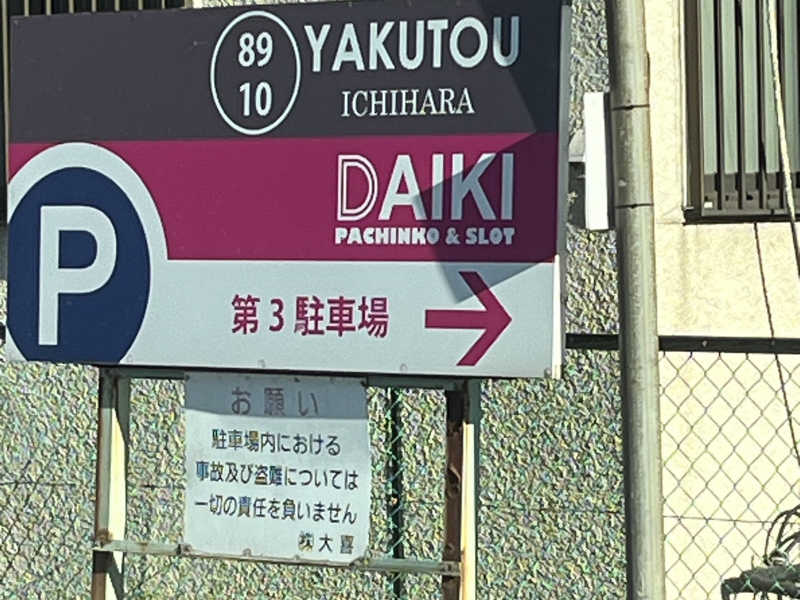 89
10
YAKUTOU
ICHIHARA
DAIKI
PACHINKO & SLOT
P
第3駐車場
お願い
駐車場内における
事故及び盗難については
一切の責任を負いません
㈱大喜